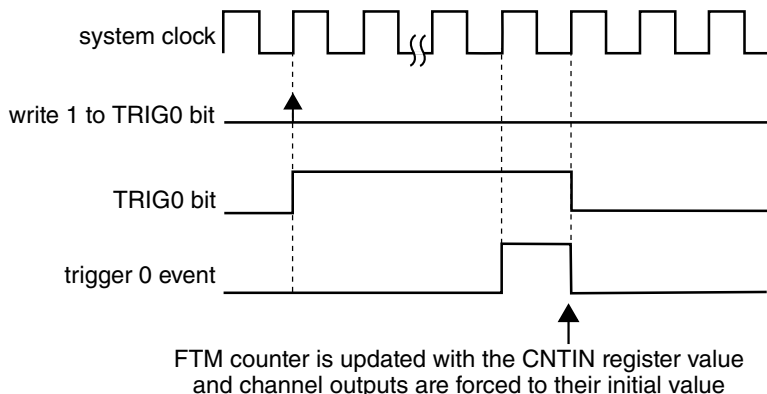 system clock
write 1 to TRIG0 bit
TRIG0 bit
trigger 0 event
FTM counter is updated with the CNTIN register value
and channel outputs are forced to their initial value